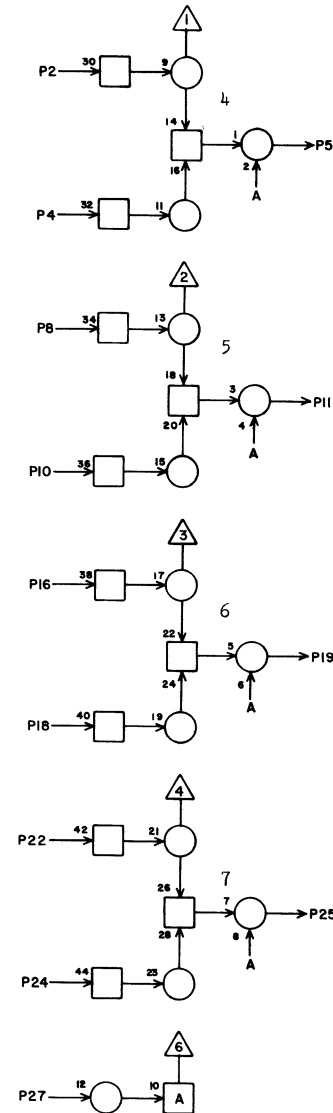 1
P2 30 9
4
14 1 P5
16 2
P4 32 11 A
2
P8 34 13
5
18 3 P11
20 4
P10 36 15 A
3
P16 38 17
6
22 5 P19
24 6
P18 40 19 A
4
P22 42 21
7
26 7 P25
28 8
P24 44 23 A
6
P27 12 10 A